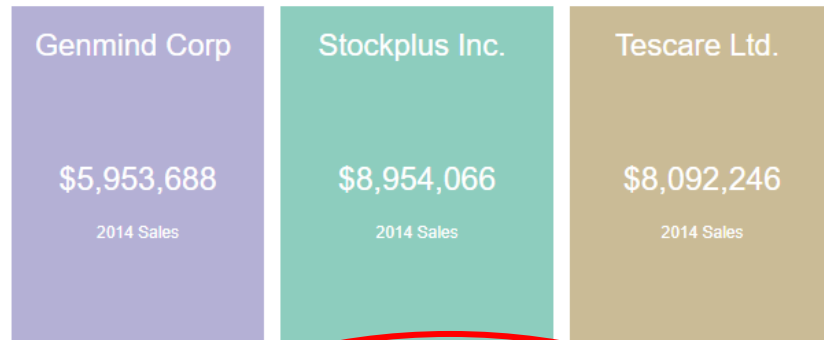 Genmind Corp
$5,953,688
2014 Sales
Stockplus Inc.
$8,954,066
2014 Sales
Tescare Ltd.
$8,092,246
2014 Sales